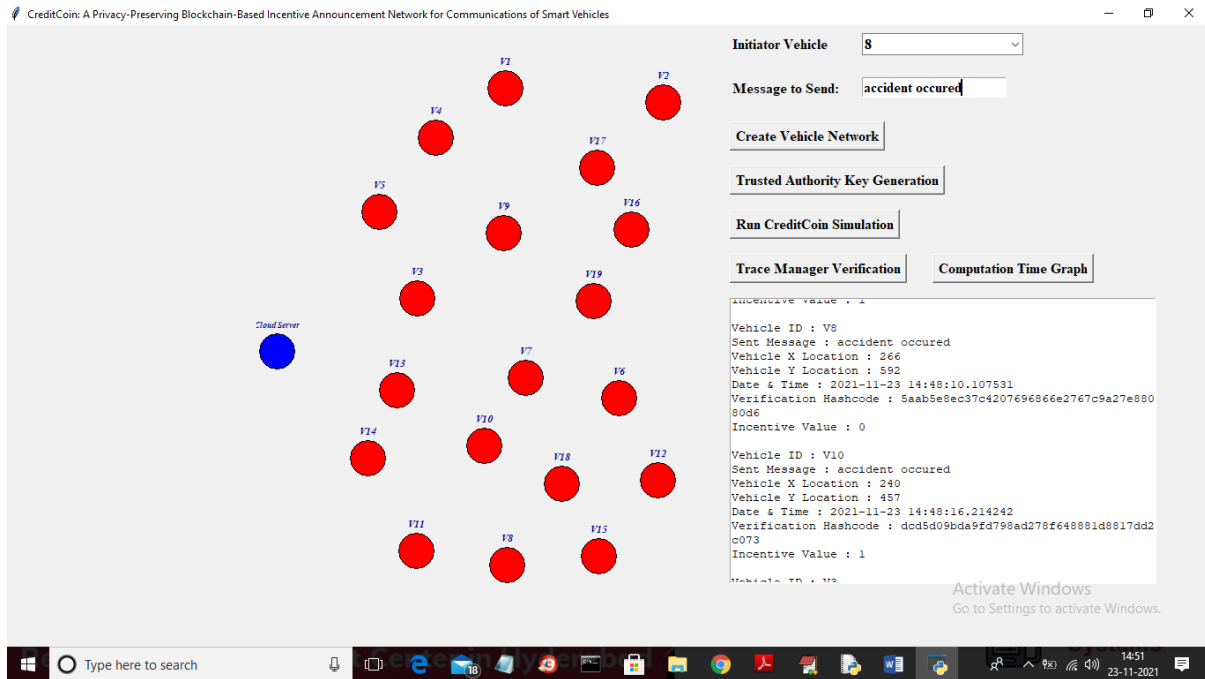 CreditCoin: A Privacy-Preserving Blockchain-Based Incentive Announcement Network for Communications of Smart Vehicles
Initiator Vehicle
8
Message to Send:
accident occured
Create Vehicle Network
Trusted Authority Key Generation
Run CreditCoin Simulation
Trace Manager Verification
Computation Time Graph
V1
V2
V4
V17
V5
V9
V16
V3
V19
Cloud Server
V7
V13
V6
V10
V14
V18
V12
V11
V8
V15
Incentive Value : 1
Vehicle ID : V8
Sent Message : accident occured
Vehicle X Location : 266
Vehicle Y Location : 592
Date & Time : 2021-11-23 14:48:10.107531
Verification Hashcode : 5aab5e8ec37c4207696866e2767c9a27e880
80d6
Incentive Value : 0
Vehicle ID : V10
Sent Message : accident occured
Vehicle X Location : 240
Vehicle Y Location : 457
Date & Time : 2021-11-23 14:48:16.214242
Verification Hashcode : dcd5d09bda9fd798ad278f648881d8817dd2
c073
Incentive Value : 1
Vehicle ID : V3
Activate Windows
Go to Settings to activate Windows.
Type here to search
18
14:51
23-11-2021